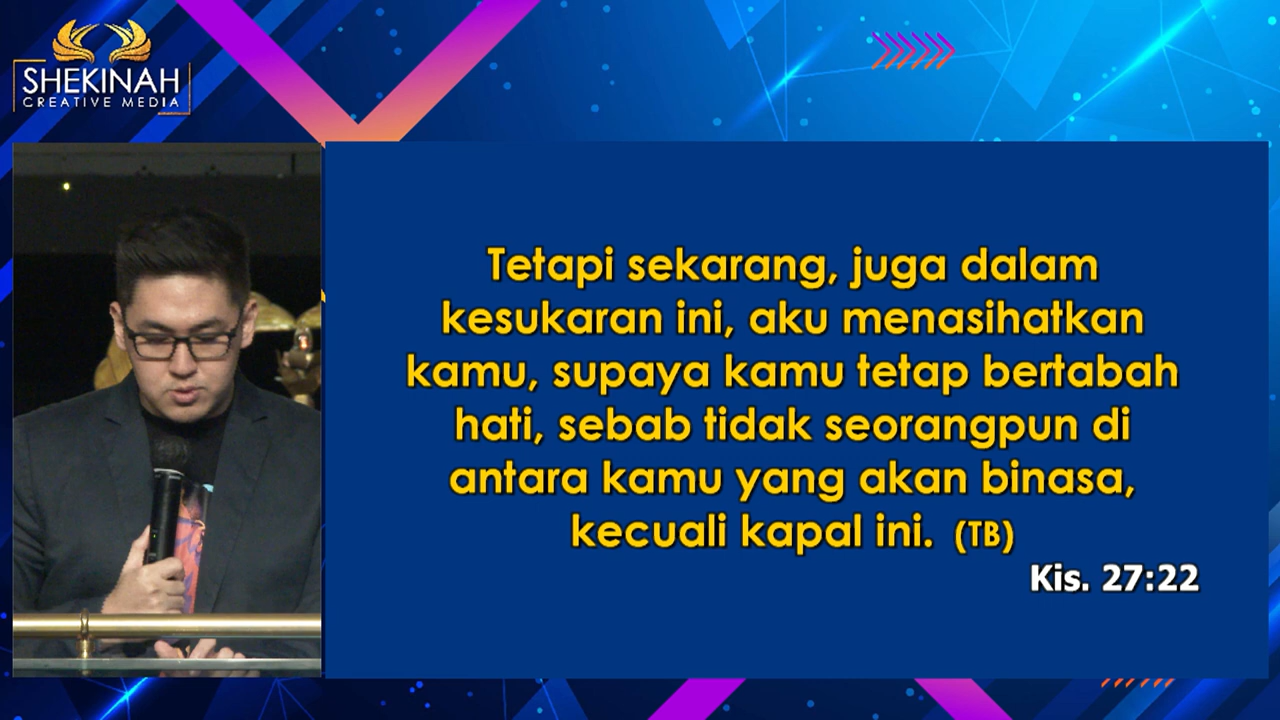 SHEKINAH
CREATIVE MEDIA
Tetapi sekarang, juga dalam
kesukaran ini, aku menasihatkan
kamu, supaya kamu tetap bertabah
hati, sebab tidak seorangpun di
antara kamu yang akan binasa,
kecuali kapal ini. (TB)
Kis. 27:22